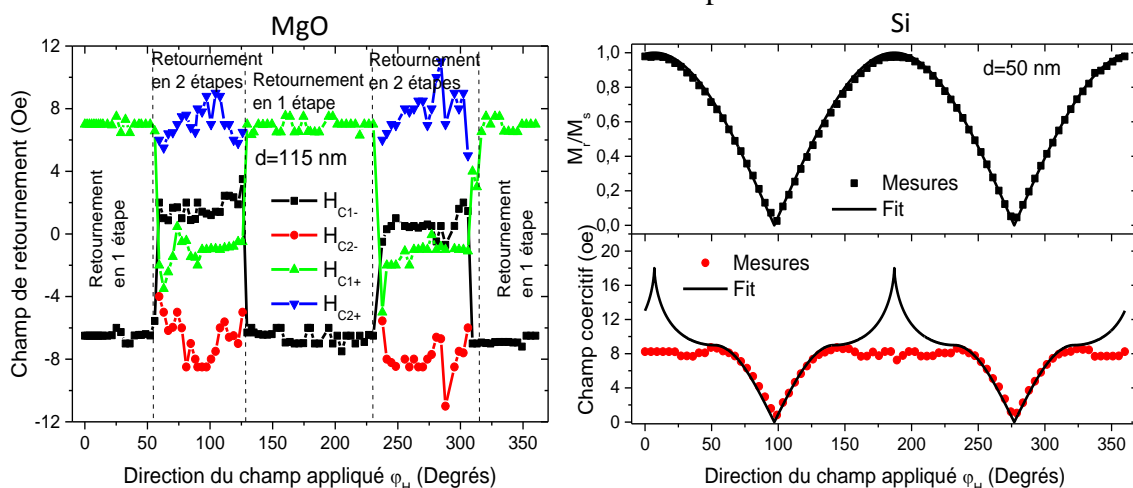 MgO
Retournement
en 2 étapes
Retournement
en 1 étape
Retournement
en 2 étapes
d=115 nm
Retournement
en 1 étape
Retournement
en 1 étape
H_C1-
H_C2-
H_C1+
H_C2+
Champ de retournement (Oe)
12
8
4
0
-4
-8
-12
0 50 100 150 200 250 300 350
Direction du champ appliqué φ_H (Degrés)
Si
d=50 nm
Mesures
Fit
M_r/M_s
1,0
0,8
0,6
0,4
0,2
0,0
Mesures
Fit
Champ coercitif (oe)
20
16
12
8
4
0
0 50 100 150 200 250 300 350
Direction du champ appliqué φ_H (Degrés)